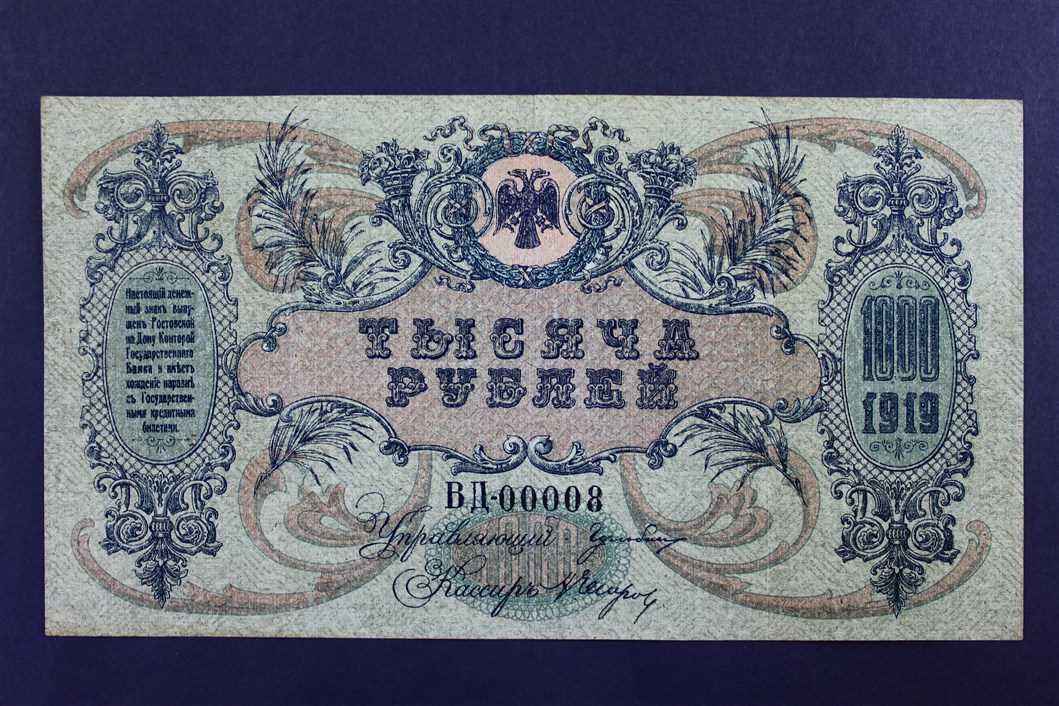 Настоящій денеж-
ный знакъ выпу-
щенъ Ростовской
на Дону Конторой
Государственнаго
Банка и имѣетъ
хожденіе наравнѣ
съ Государствен-
ными кредитными
билетами.
ТЫСЯЧА
РУБЛЕЙ
1000
1919
ВД-00008
Управляющій
Кассиръ